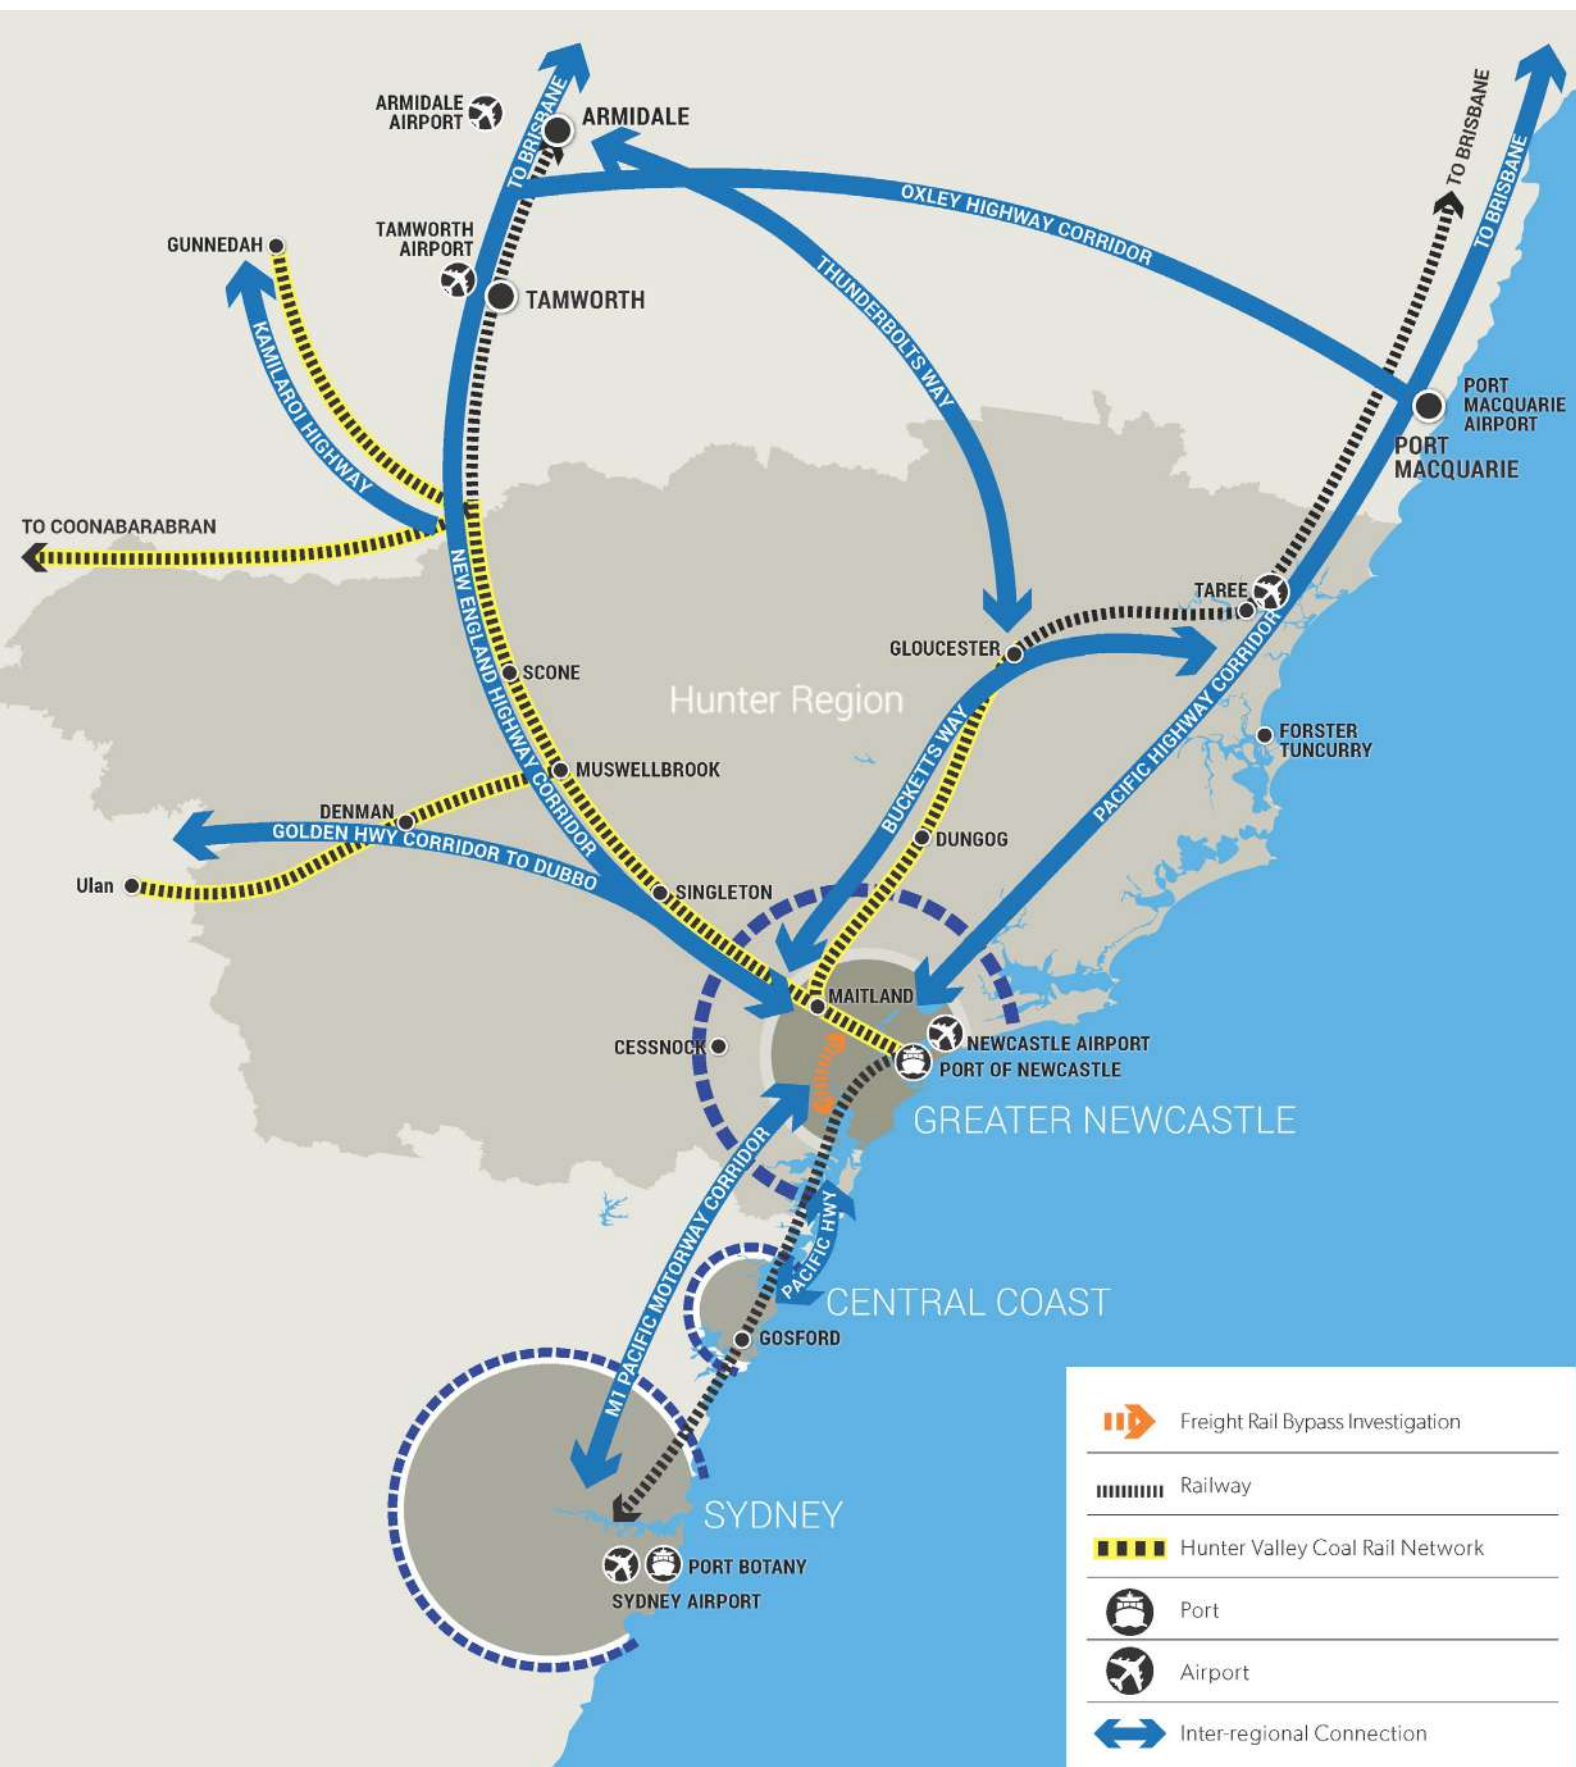 TO BRISBANE
ARMIDALE
AIRPORT
ARMIDALE
TO BRISBANE
TO BRISBANE
OXLEY HIGHWAY CORRIDOR
TAMWORTH
AIRPORT
GUNNEDAH
TAMWORTH
THUNDERBOLTS WAY
KAMILAROI HIGHWAY
PORT
MACQUARIE
AIRPORT
PORT
MACQUARIE
TO COONABARABRAN
NEW ENGLAND HIGHWAY CORRIDOR
TAREE
GLOUCESTER
SCONE
Hunter Region
PACIFIC HIGHWAY CORRIDOR
BUCKETTS WAY
FORSTER
TUNCURRY
MUSWELLBROOK
DENMAN
GOLDEN HWY CORRIDOR TO DUBBO
DUNGOG
Ulan
SINGLETON
MAITLAND
CESSNOCK
NEWCASTLE AIRPORT
PORT OF NEWCASTLE
GREATER NEWCASTLE
M1 PACIFIC MOTORWAY CORRIDOR
PACIFIC HWY
CENTRAL COAST
GOSFORD
SYDNEY
PORT BOTANY
SYDNEY AIRPORT
Freight Rail Bypass Investigation
Railway
Hunter Valley Coal Rail Network
Port
Airport
Inter-regional Connection